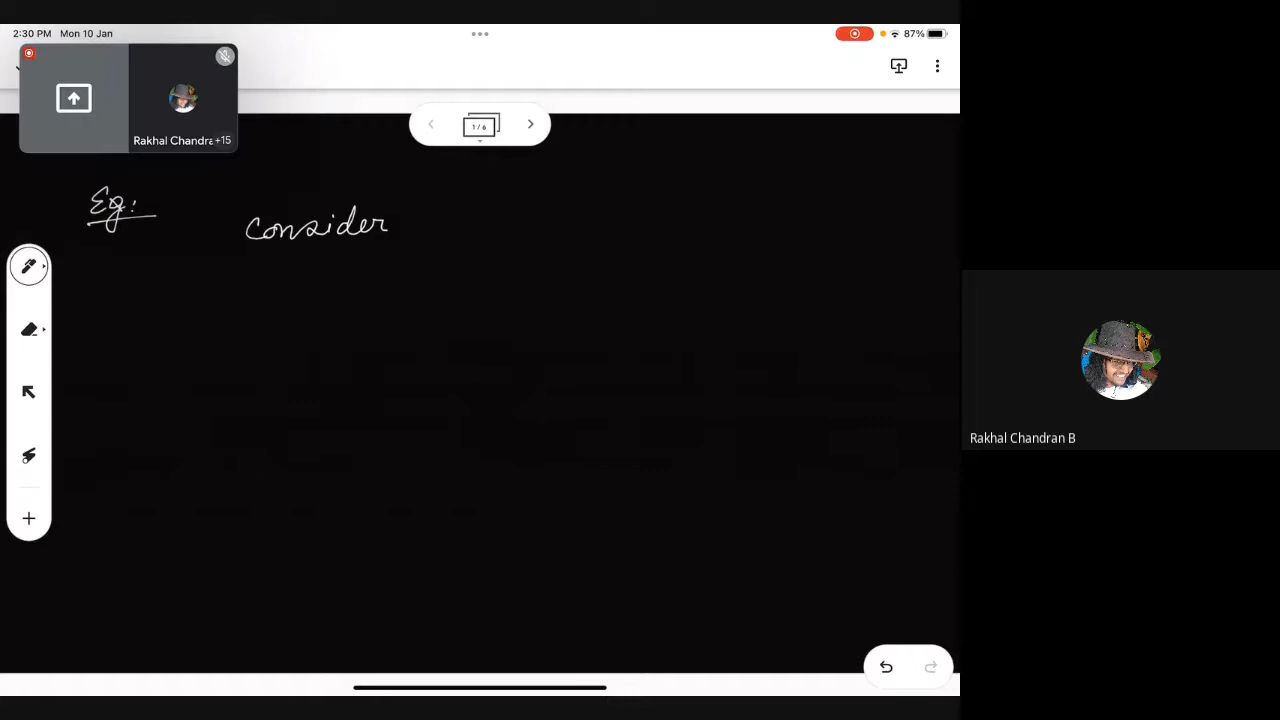 2:30 PM Mon 10 Jan
87%
Rakhal Chandra +15
1 / 6
Eg:
consider
Rakhal Chandran B